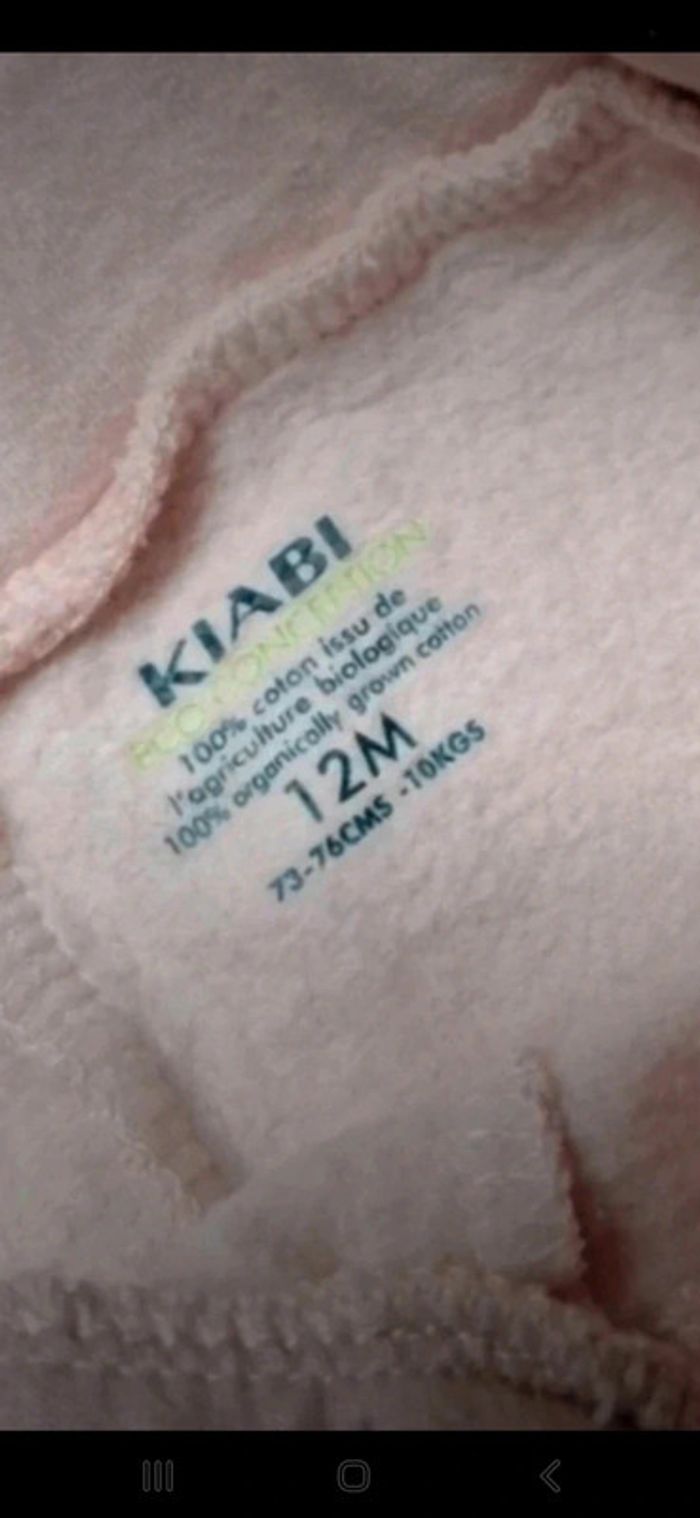 KIABI
ECO CONCEPTION
100% coton issu de
l'agriculture biologique
100% organically grown cotton
12M
73-76CMS -10KGS